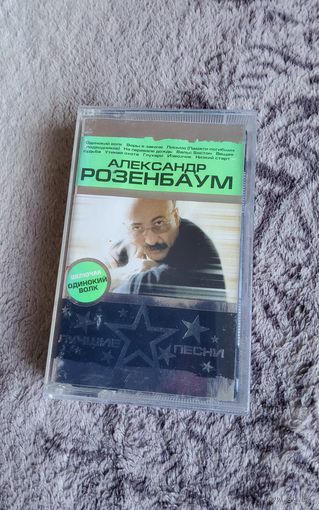 Одинокий волк Воры в законе Письмо (Памяти погибших
подводников) На перевале дождь Вальс Бостон Вещая
судьба Утиная охота Глухари Извозчик Низкий старт
АЛЕКСАНДР
РОЗЕНБАУМ
ВКЛЮЧАЯ
ОДИНОКИЙ
ВОЛК
ЛУЧШИЕ ПЕСНИ